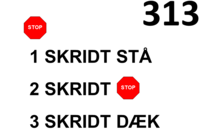 313
STOP
1 SKRIDT STÅ
2 SKRIDT STOP
3 SKRIDT DÆK